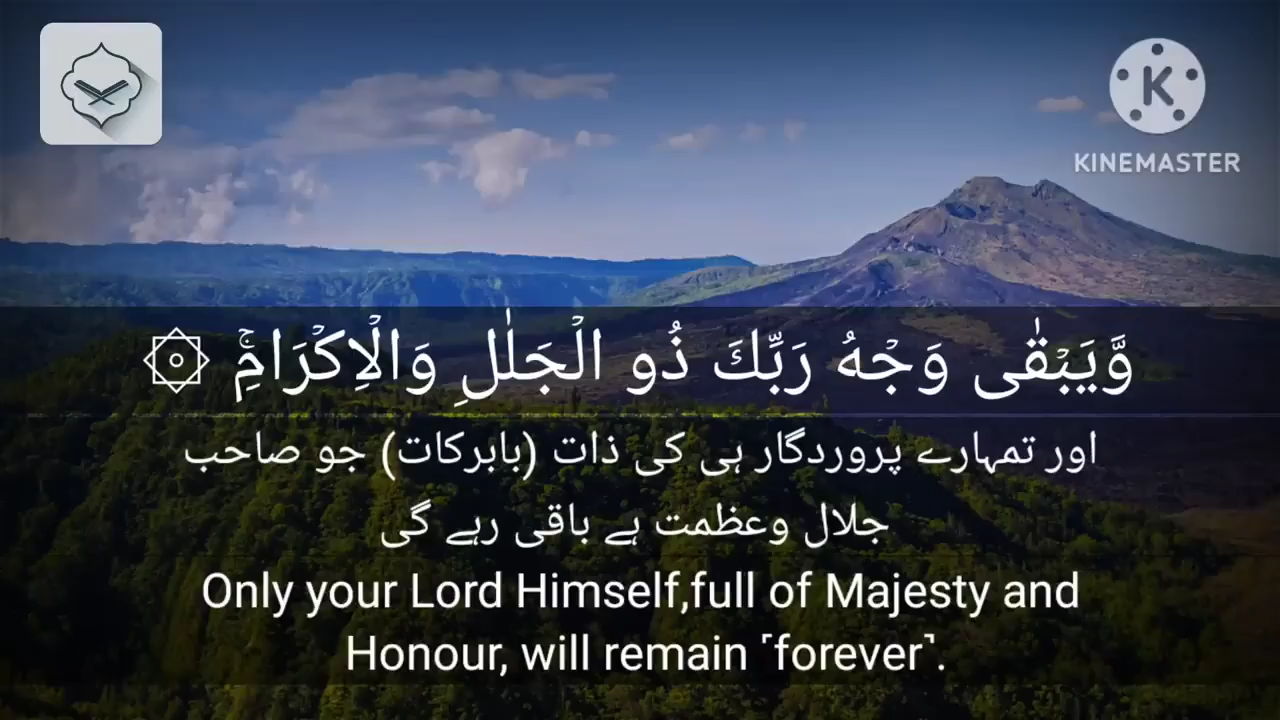 K
KINEMASTER
وَّيَبۡقٰى وَجۡهُ رَبِّكَ ذُو الۡجَلٰلِ وَالۡاِكۡرَامِ​ۚ ۞
اور تمہارے پروردگار ہی کی ذات (بابرکات) جو صاحب
جلال وعظمت ہے باقی رہے گی
Only your Lord Himself,full of Majesty and
Honour, will remain ˹forever˺.